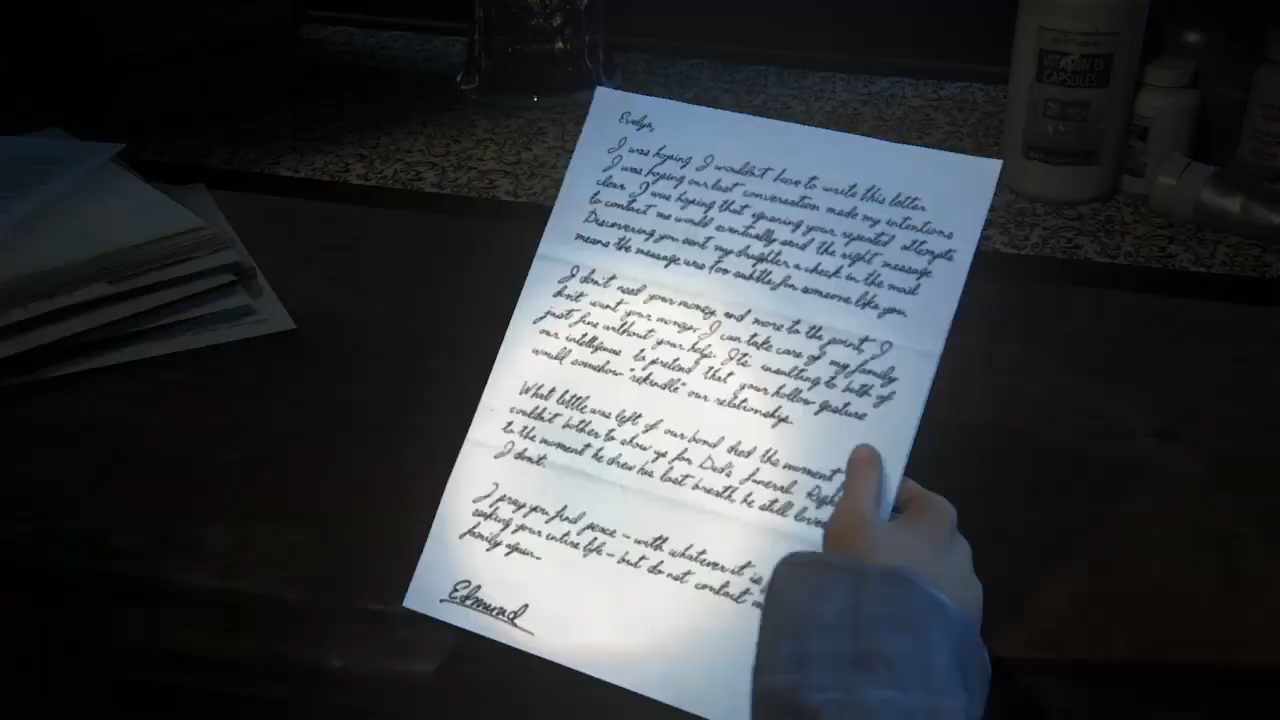 Evelyn,
I was hoping I wouldn't have to write this letter.
I was hoping our last conversation made my intentions
clear. I was hoping that ignoring your repeated attempts
to contact me would eventually send the right message.
Discovering you sent my daughter a check in the mail
means the message was too subtle for someone like you.
I don't need your money, and more to the point, I
don't want your money. I can take care of my family
just fine without your help. It's insulting to both of
our intelligence to pretend that your hollow gesture
would somehow "rekindle" our relationship.
What little was left of our bond died the moment
couldn't bother to show up for Dad's funeral. Right
to the moment he drew his last breath, he still
I don't.
I pray you find peace - with whatever it is
seeking your entire life - but do not contact
family again.
Edmund
VITAMIN D
CAPSULES